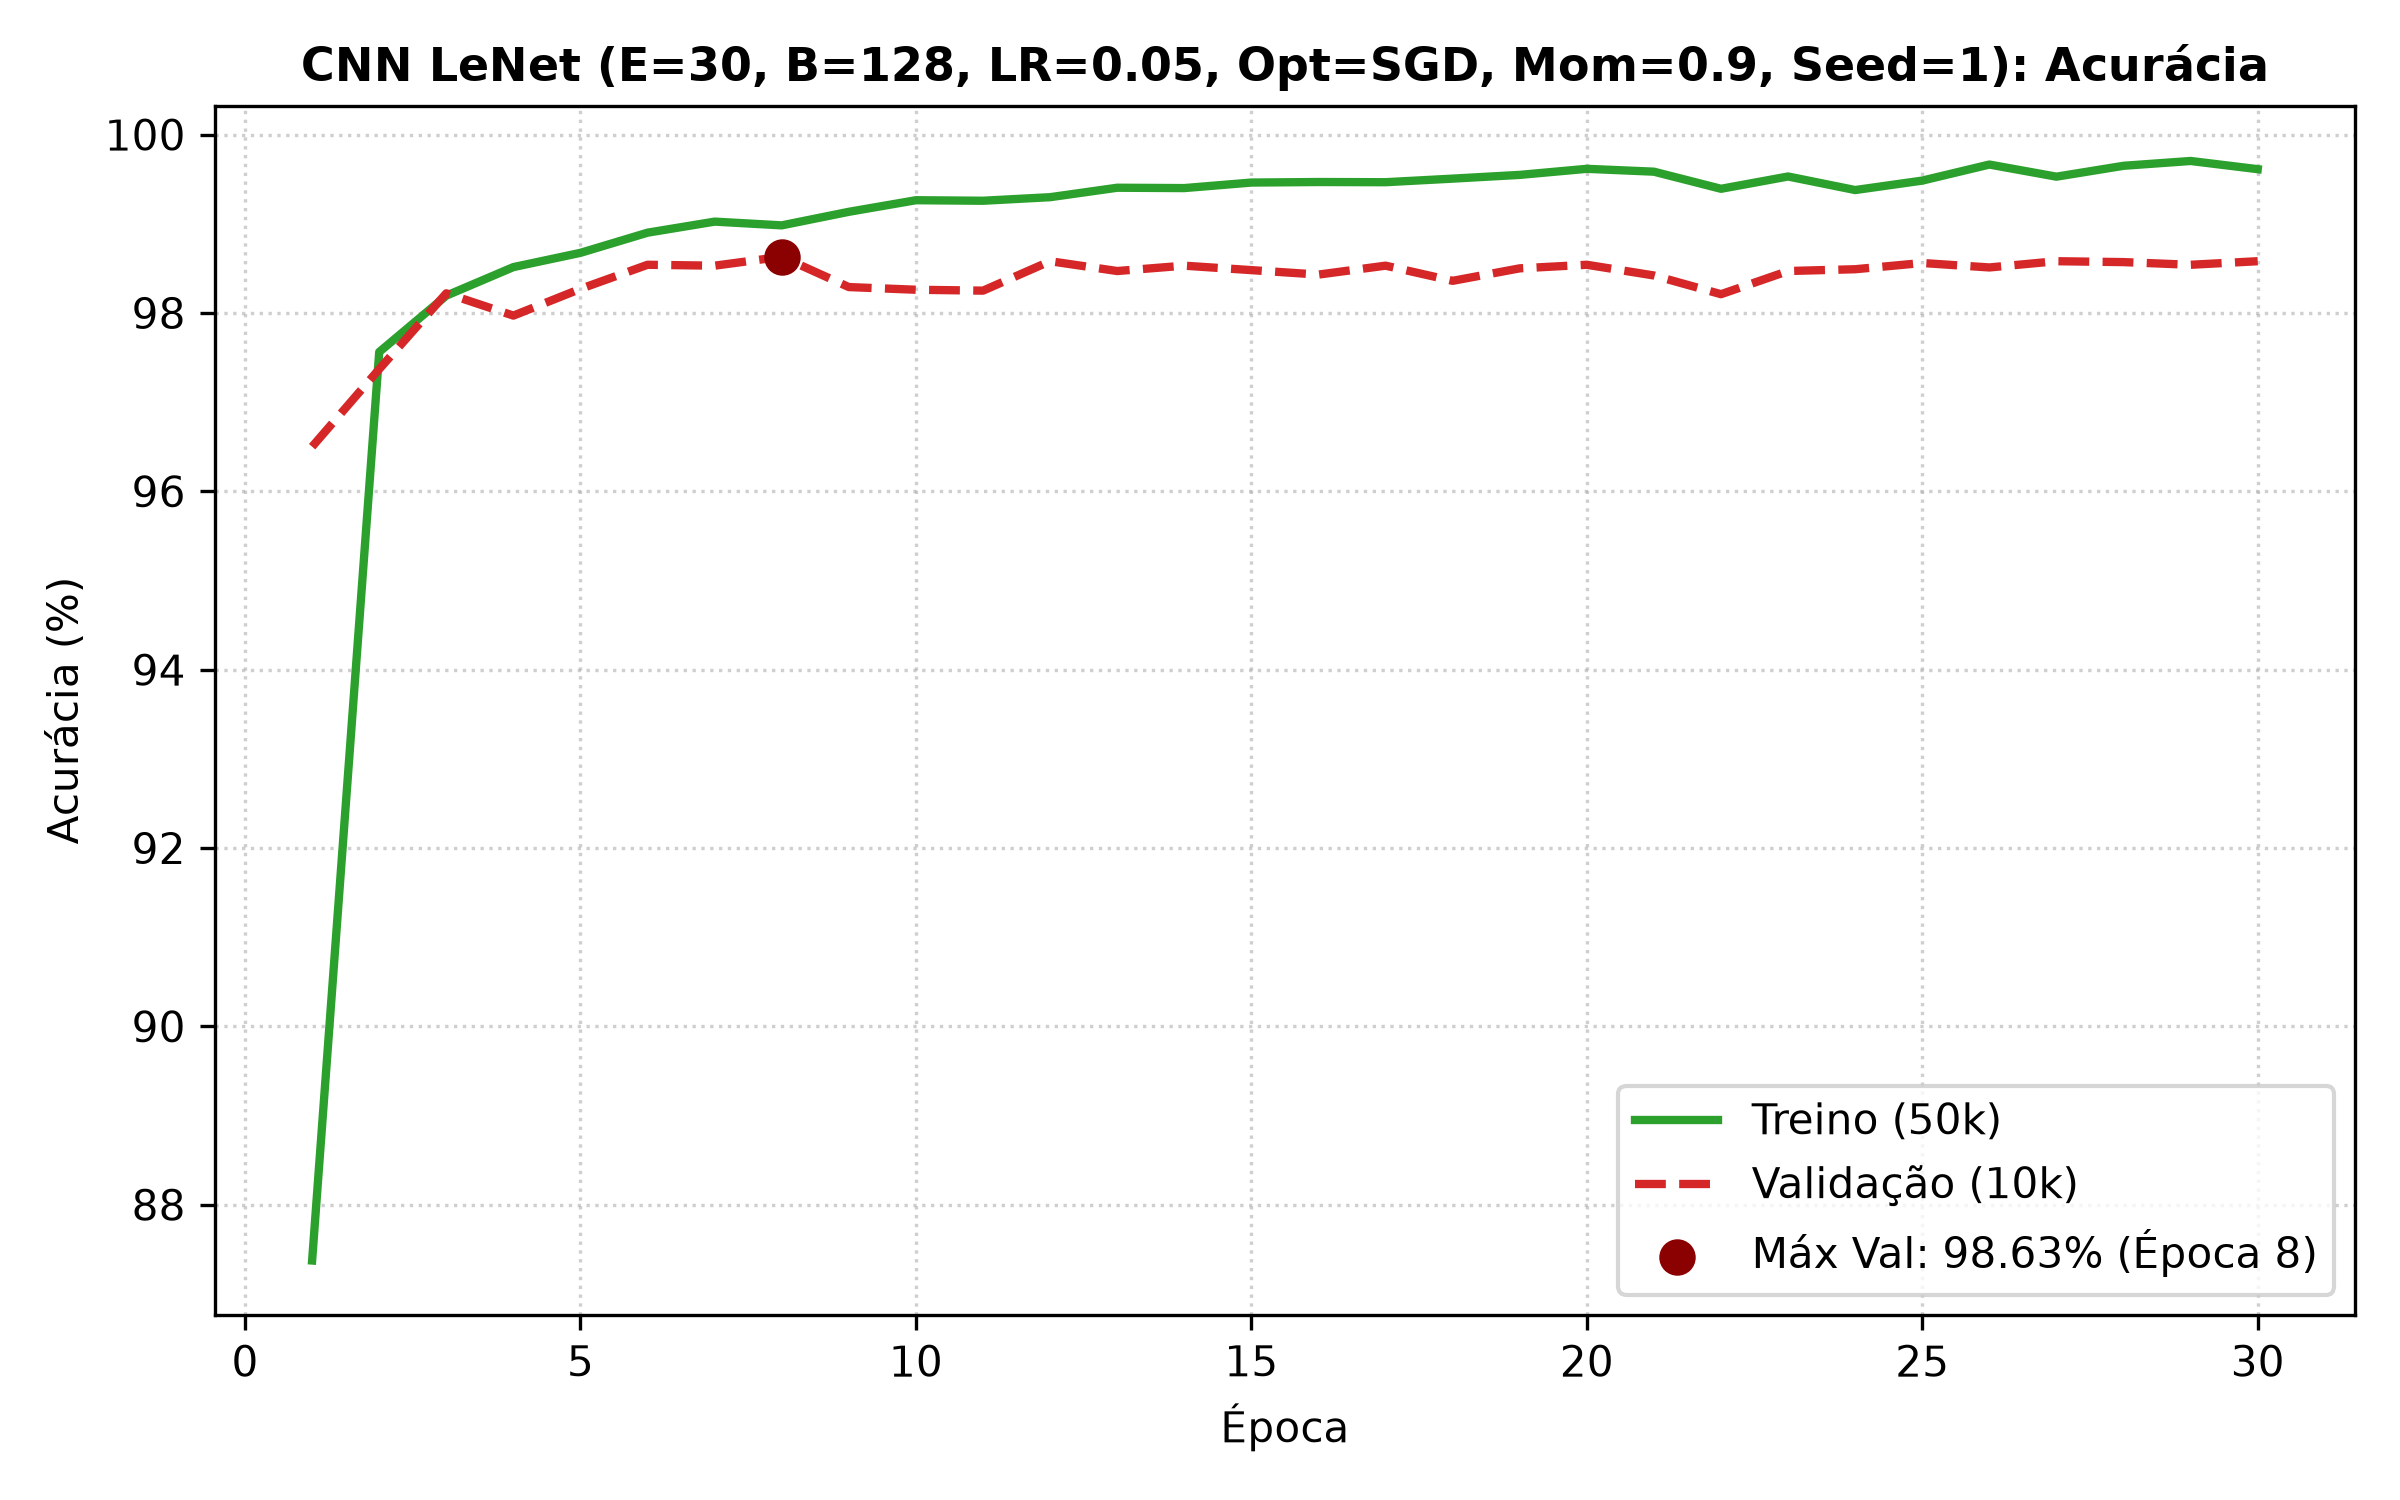 CNN LeNet (E=30, B=128, LR=0.05, Opt=SGD, Mom=0.9, Seed=1): Acurácia
Acurácia (%)
100
98
96
94
92
90
88
Treino (50k)
Validação (10k)
Máx Val: 98.63% (Época 8)
0 5 10 15 20 25 30
Época